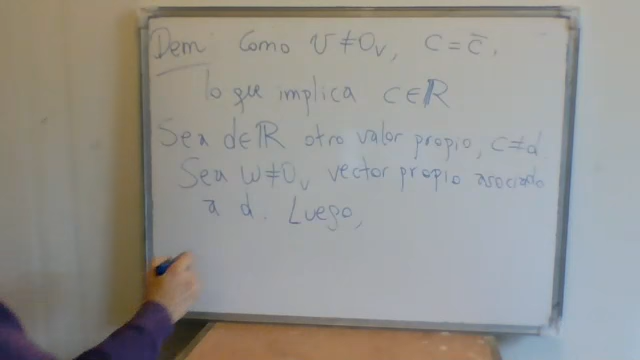 Dem: Como v ≠ 0_V, c = c̄,
lo que implica c ∈ ℝ
Sea d ∈ ℝ otro valor propio, c ≠ d.
Sea w ≠ 0_V vector propio asociado
a d. Luego,